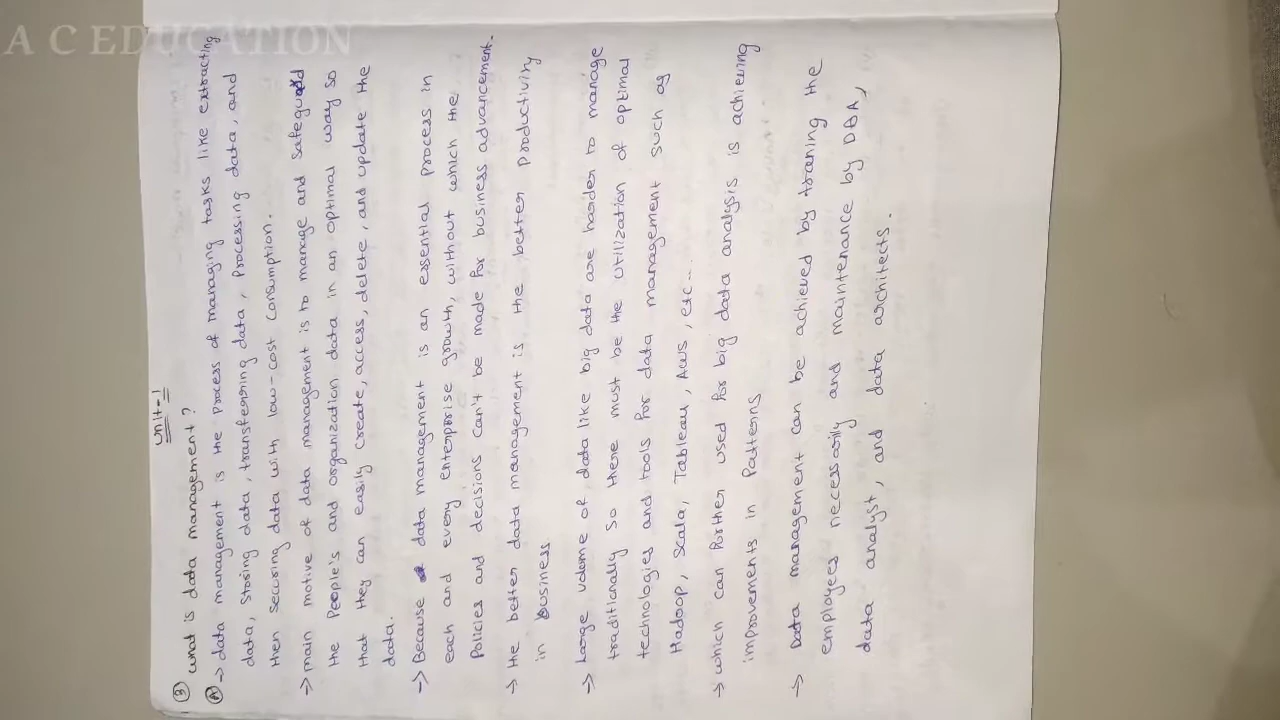 A C EDUCATION
unit-1
③ what is data management?
Ⓐ → data management is the process of managing tasks like extracting
data, storing data, transferring data, processing data, and
then securing data with low-cost consumption.
→ main motive of data management is to manage and safeguard
the People's and organization data in an optimal way so
that they can easily create, access, delete, and update the
data.
→ Because data management is an essential process in
each and every enterprise growth, without which the
Policies and decisions can't be made for business advancement.
→ the better data management is the better productivity
in business
→ Large volume of data like big data are harder to manage
traditionally so there must be the utilization of optimal
technologies and tools for data management such as
Hadoop, Scala, Tableau, AWS, etc...
→ which can further used for big data analysis is achieving
improvements in Patterns
→ Data management can be achieved by traning the
employees necessarily and maintenance by DBA,
data analyst, and data architects.